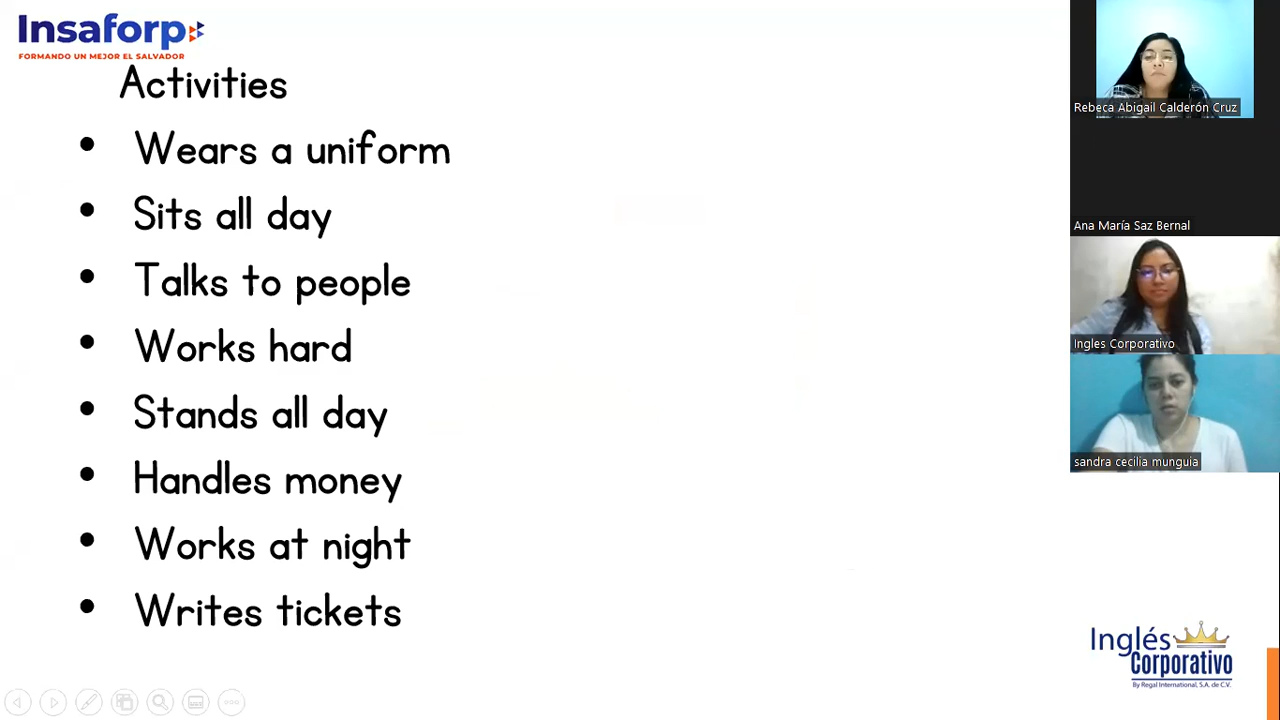 Insaforp
FORMANDO UN MEJOR EL SALVADOR
Activities
• Wears a uniform
• Sits all day
• Talks to people
• Works hard
• Stands all day
• Handles money
• Works at night
• Writes tickets
Rebeca Abigail Calderón Cruz
Ana María Saz Bernal
Ingles Corporativo
sandra cecilia munguia
Inglés
Corporativo
By Regal International, S.A. de C.V.